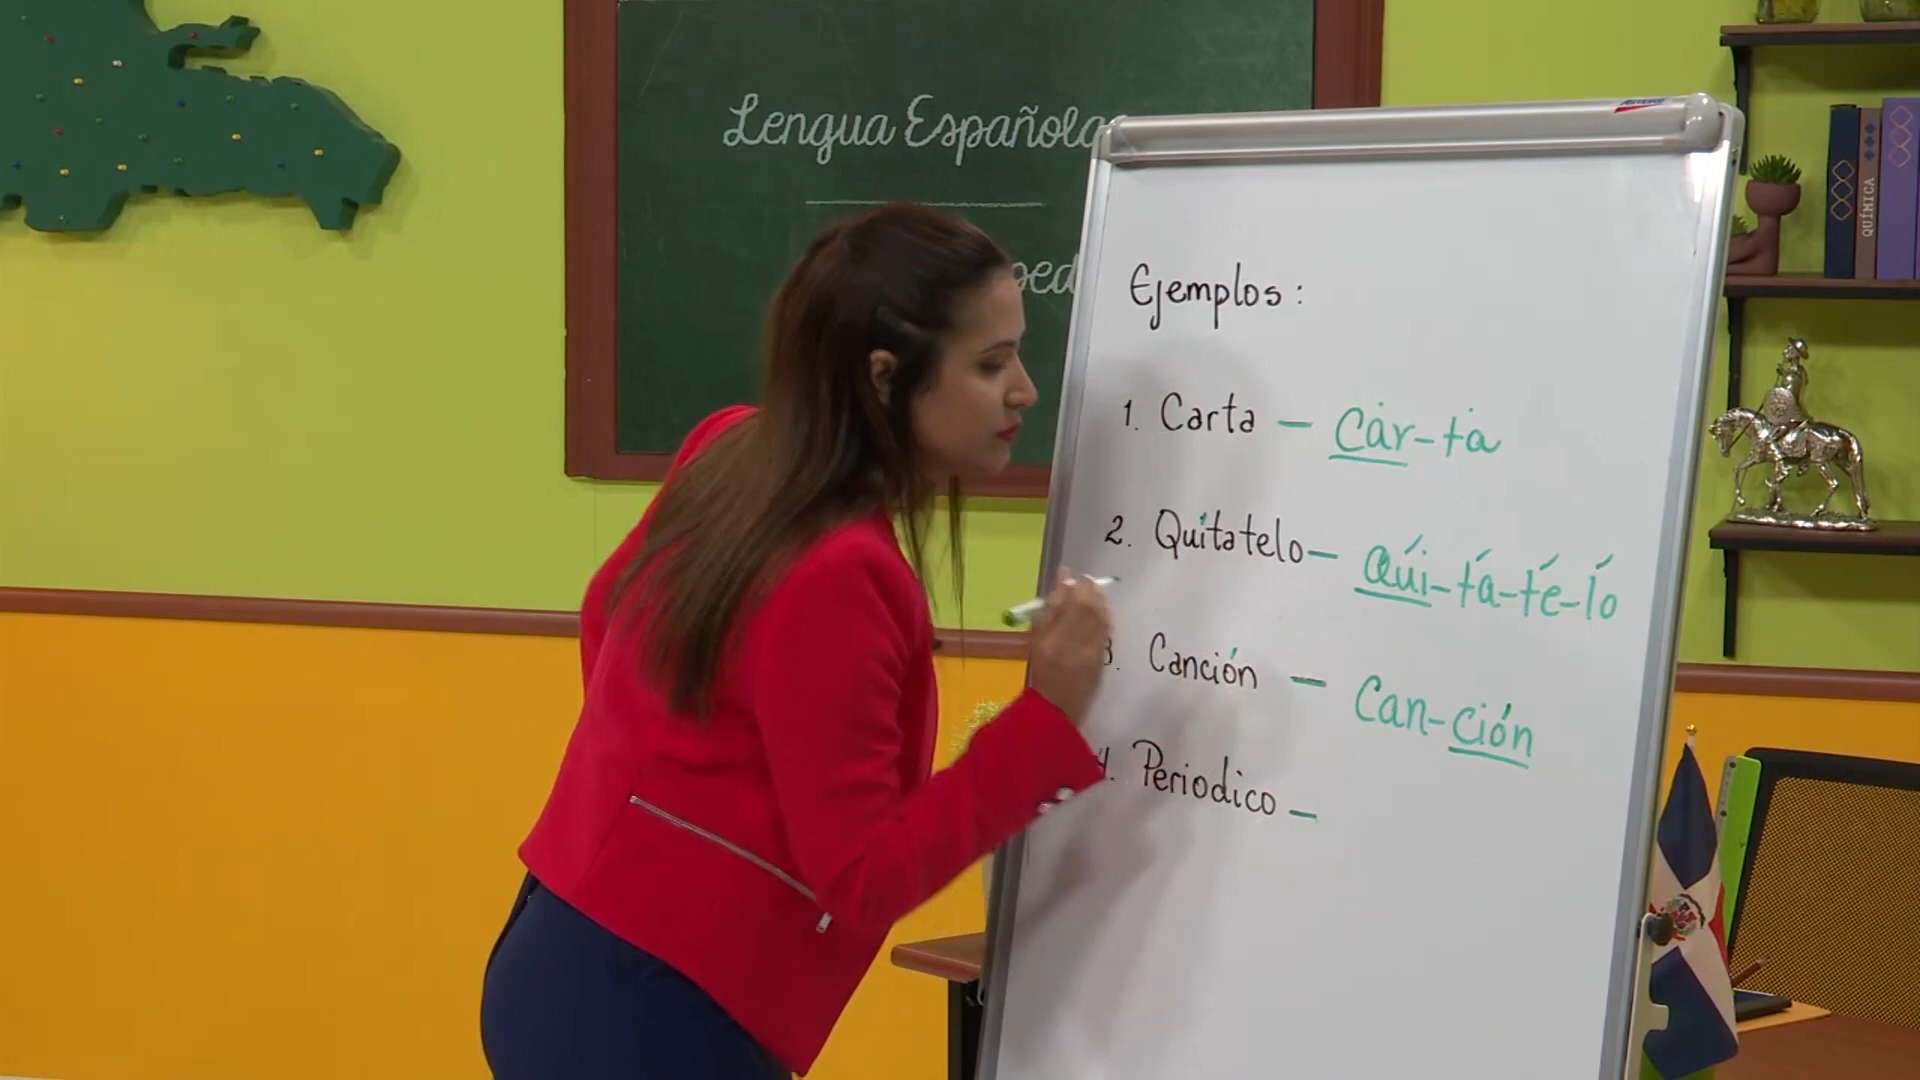 Lengua Española
Ejemplos:
1. Carta – Car-ta
2. Quítatelo – Qúi-tá-té-ló
3. Canción – Can-ción
4. Periodico –
QUÍMICA